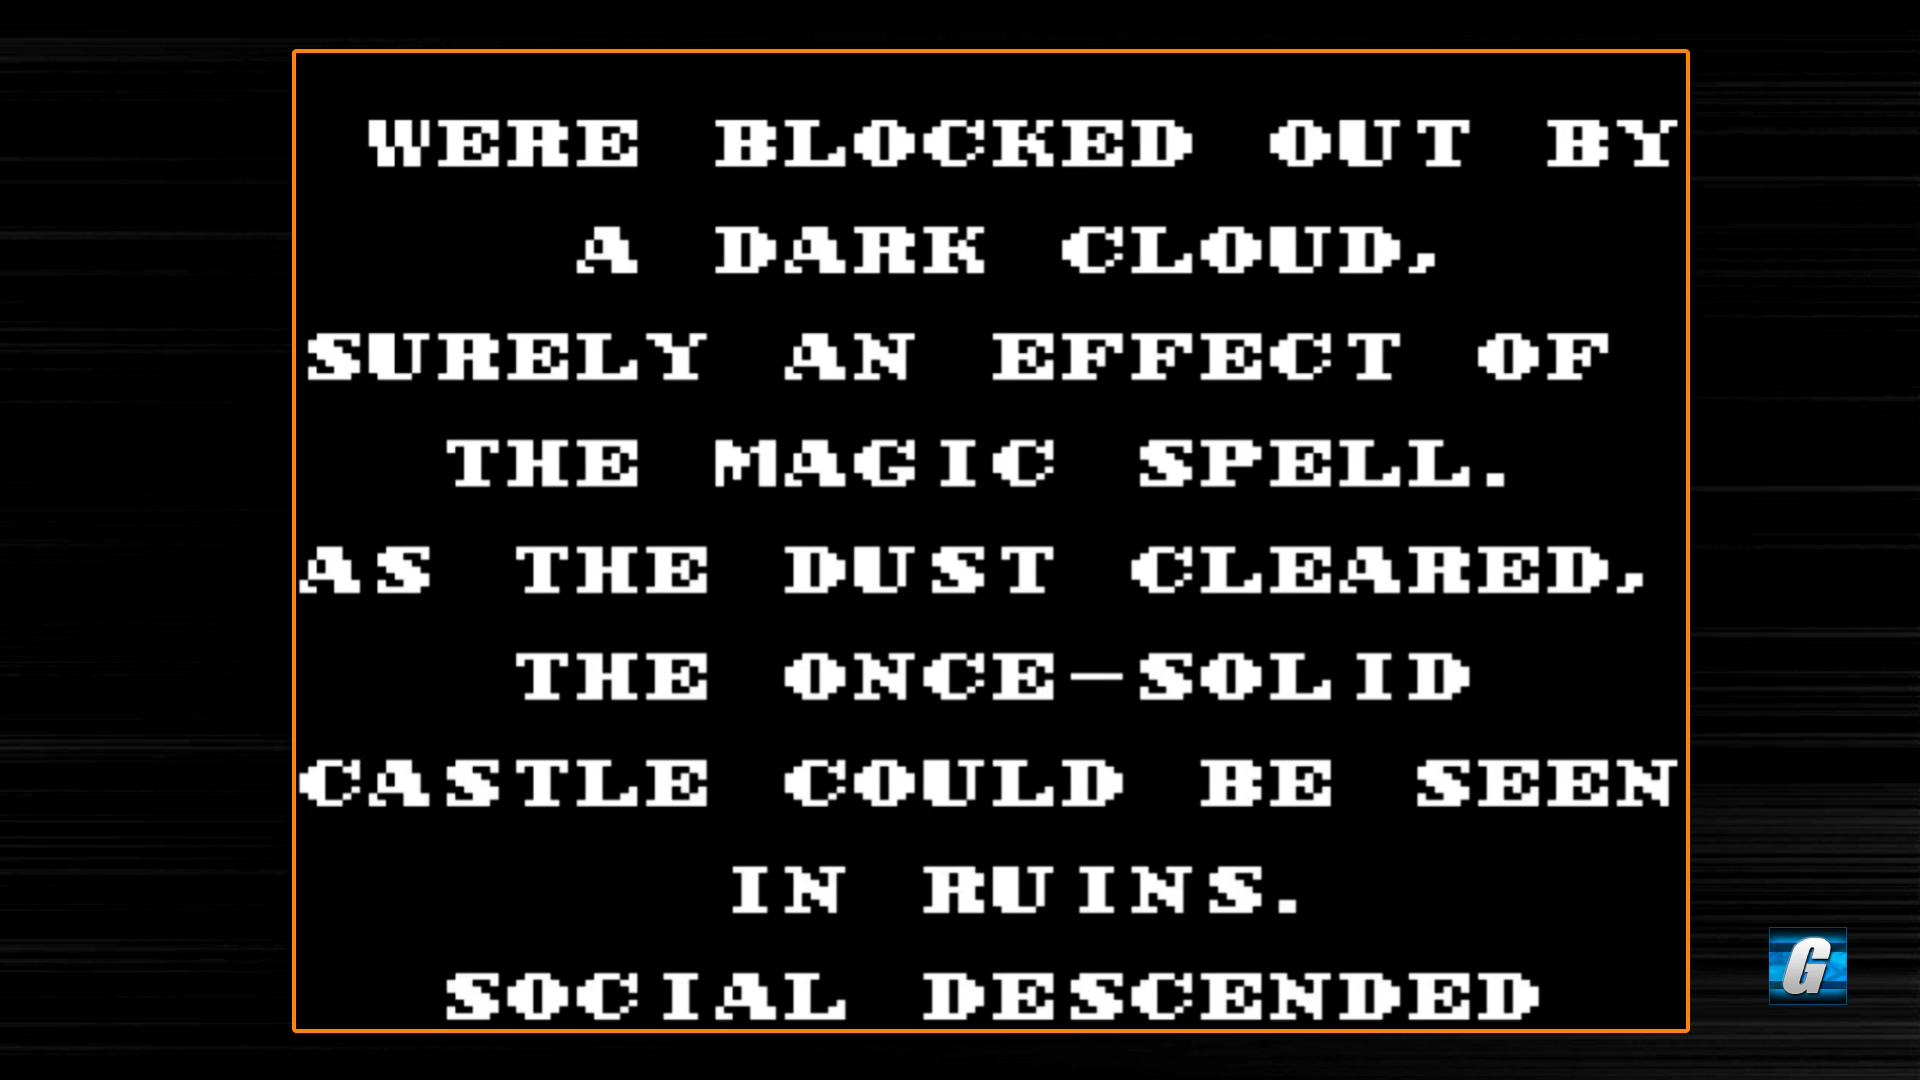 WERE BLOCKED OUT BY
A DARK CLOUD,
SURELY AN EFFECT OF
THE MAGIC SPELL.
AS THE DUST CLEARED,
THE ONCE-SOLID
CASTLE COULD BE SEEN
IN RUINS.
SOCIAL DESCENDED
G